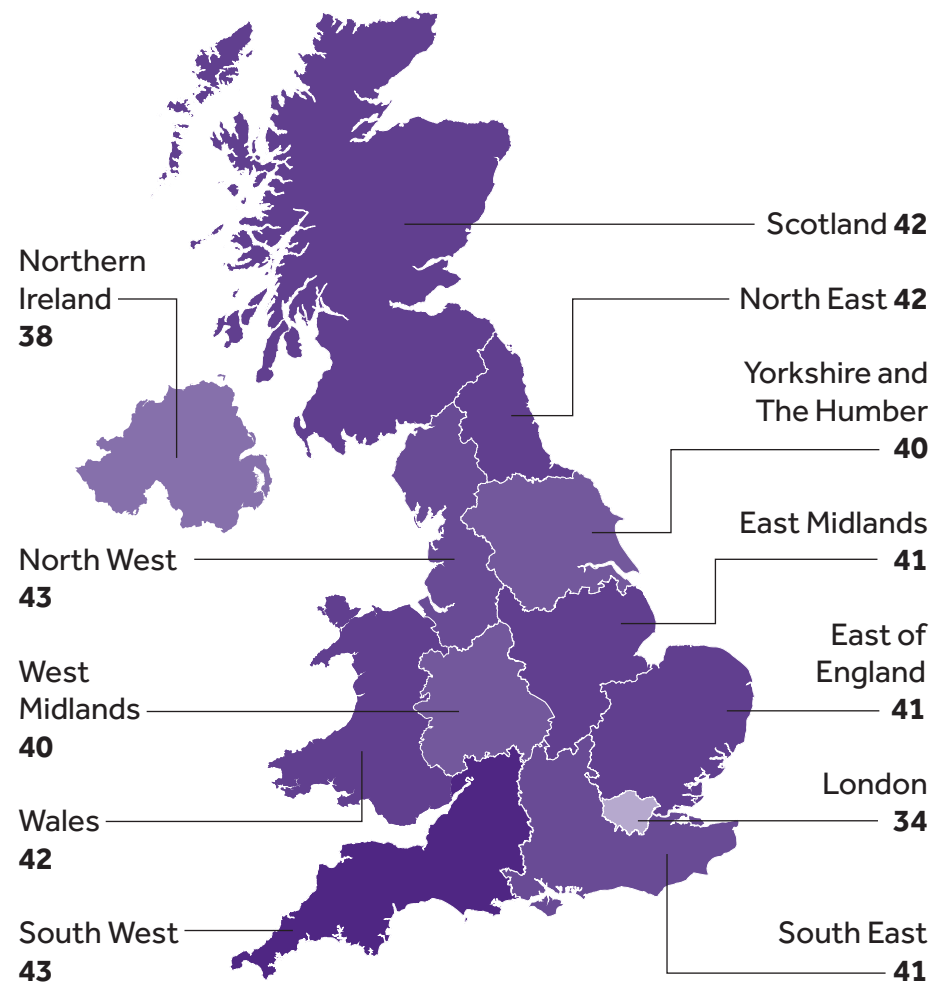 Scotland 42
Northern
Ireland
38
North East 42
Yorkshire and
The Humber
40
East Midlands
41
North West
43
East of
England
41
West
Midlands
40
London
34
Wales
42
South West
43
South East
41